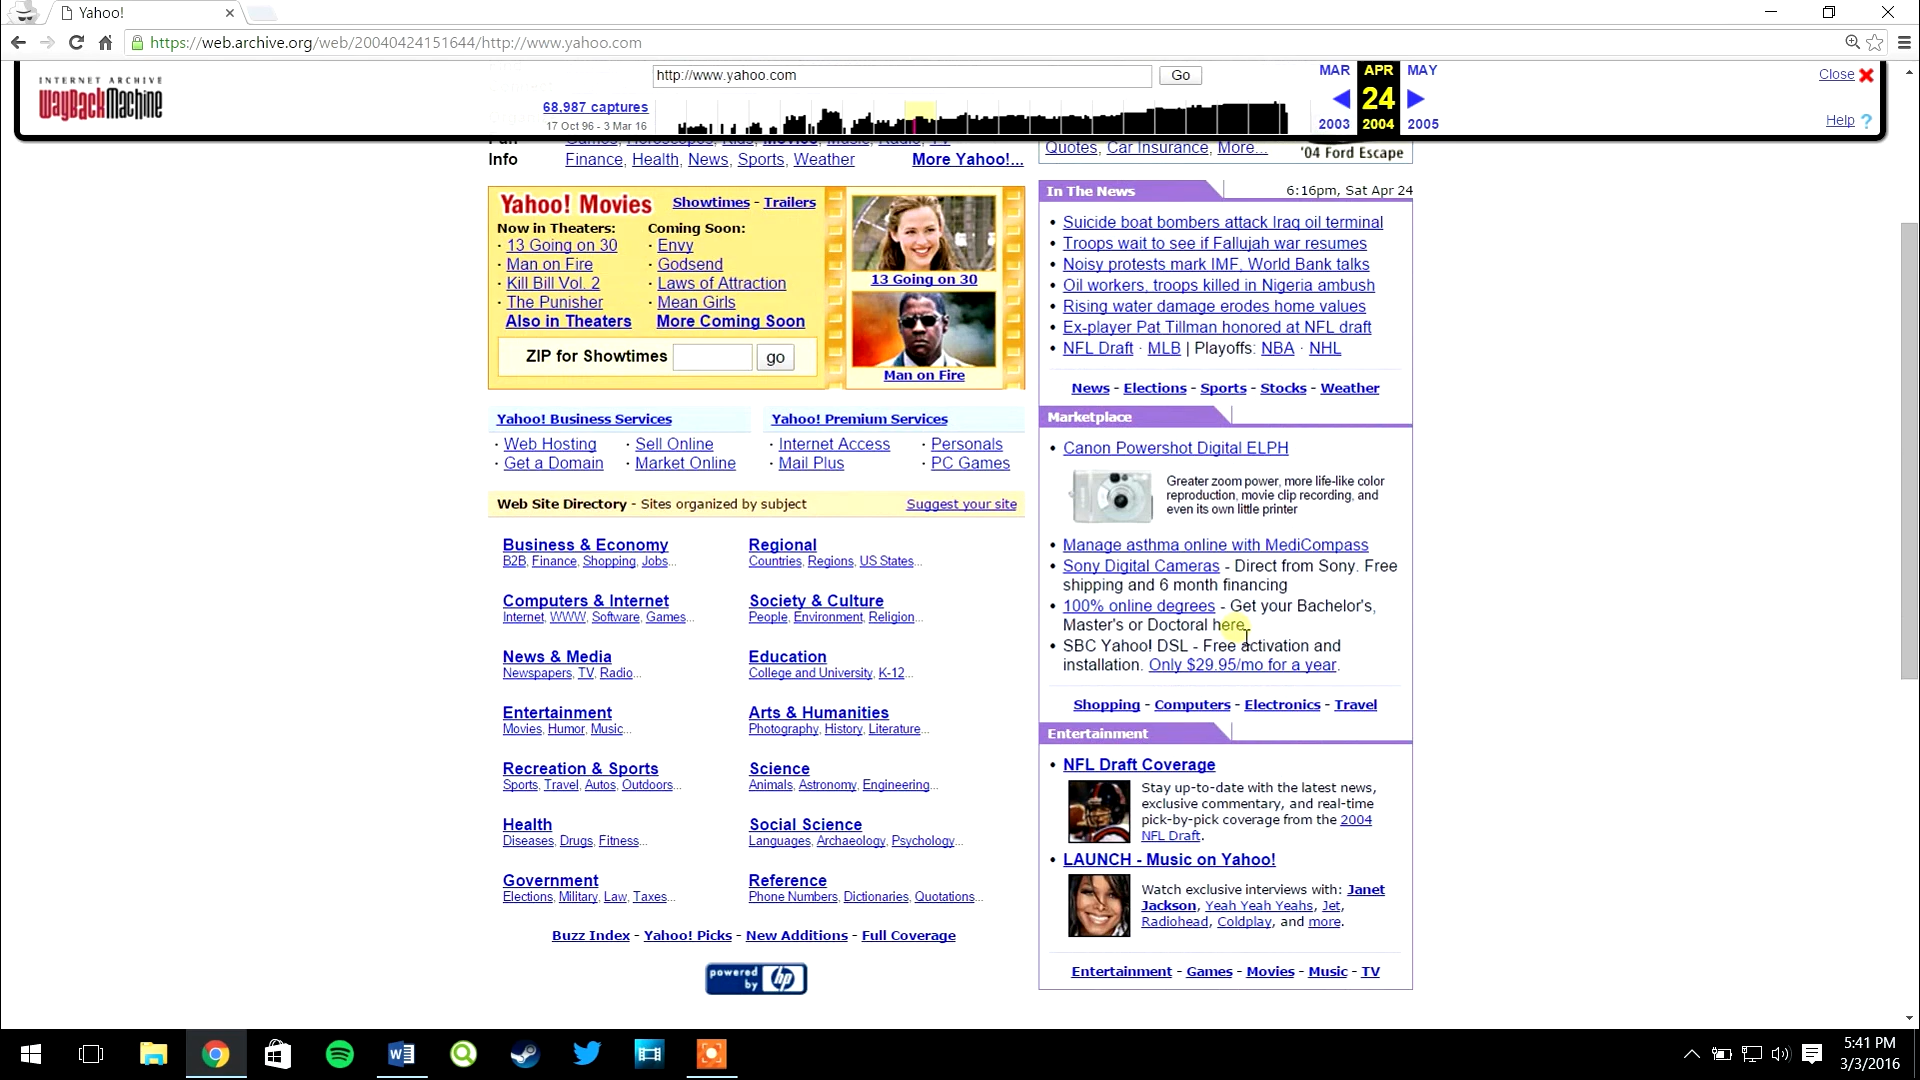 Yahoo!
https://web.archive.org/web/20040424151644/http://www.yahoo.com
INTERNET ARCHIVE
WayBackMachine
http://www.yahoo.com
Go
68,987 captures
17 Oct 96 - 3 Mar 16
MAR APR MAY
24
2003 2004 2005
Close
Help ?
Fun Games, Horoscopes, Kids, Movies, Music, Radio, TV
Info Finance, Health, News, Sports, Weather More Yahoo!...
Yahoo! Movies Showtimes - Trailers
Now in Theaters: Coming Soon:
· 13 Going on 30 · Envy
· Man on Fire · Godsend
· Kill Bill Vol. 2 · Laws of Attraction
· The Punisher · Mean Girls
Also in Theaters More Coming Soon
ZIP for Showtimes go
13 Going on 30
Man on Fire
Yahoo! Business Services
· Web Hosting · Sell Online
· Get a Domain · Market Online
Yahoo! Premium Services
· Internet Access · Personals
· Mail Plus · PC Games
Web Site Directory - Sites organized by subject Suggest your site
Business & Economy
B2B, Finance, Shopping, Jobs...
Regional
Countries, Regions, US States...
Computers & Internet
Internet, WWW, Software, Games...
Society & Culture
People, Environment, Religion...
News & Media
Newspapers, TV, Radio...
Education
College and University, K-12...
Entertainment
Movies, Humor, Music...
Arts & Humanities
Photography, History, Literature...
Recreation & Sports
Sports, Travel, Autos, Outdoors...
Science
Animals, Astronomy, Engineering...
Health
Diseases, Drugs, Fitness...
Social Science
Languages, Archaeology, Psychology...
Government
Elections, Military, Law, Taxes...
Reference
Phone Numbers, Dictionaries, Quotations...
Buzz Index - Yahoo! Picks - New Additions - Full Coverage
powered by hp
Quotes, Car Insurance, More...
'04 Ford Escape
In The News 6:16pm, Sat Apr 24
• Suicide boat bombers attack Iraq oil terminal
• Troops wait to see if Fallujah war resumes
• Noisy protests mark IMF, World Bank talks
• Oil workers, troops killed in Nigeria ambush
• Rising water damage erodes home values
• Ex-player Pat Tillman honored at NFL draft
• NFL Draft · MLB | Playoffs: NBA · NHL
News - Elections - Sports - Stocks - Weather
Marketplace
• Canon Powershot Digital ELPH
Greater zoom power, more life-like color
reproduction, movie clip recording, and
even its own little printer
• Manage asthma online with MediCompass
• Sony Digital Cameras - Direct from Sony. Free
shipping and 6 month financing
• 100% online degrees - Get your Bachelor's,
Master's or Doctoral here.
• SBC Yahoo! DSL - Free activation and
installation. Only $29.95/mo for a year.
Shopping - Computers - Electronics - Travel
Entertainment
• NFL Draft Coverage
Stay up-to-date with the latest news,
exclusive commentary, and real-time
pick-by-pick coverage from the 2004
NFL Draft.
• LAUNCH - Music on Yahoo!
Watch exclusive interviews with: Janet
Jackson, Yeah Yeah Yeahs, Jet,
Radiohead, Coldplay, and more.
Entertainment - Games - Movies - Music - TV
5:41 PM
3/3/2016